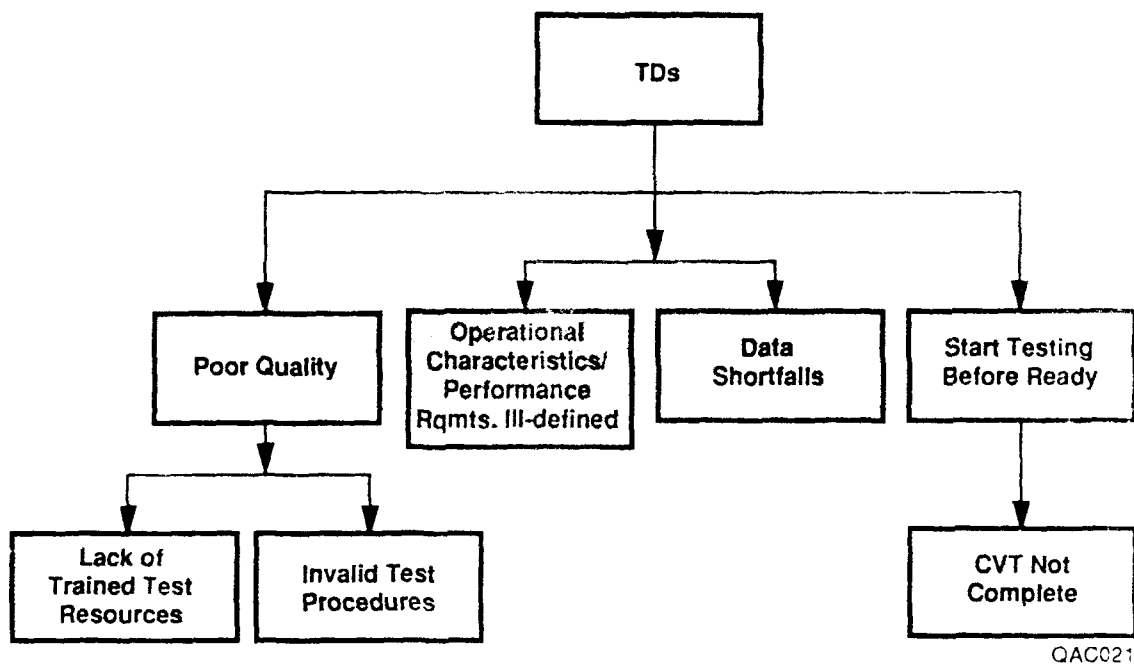 TDs
Poor Quality
Operational
Characteristics/
Performance
Rqmts. Ill-defined
Data
Shortfalls
Start Testing
Before Ready
Lack of
Trained Test
Resources
Invalid Test
Procedures
CVT Not
Complete
QAC021